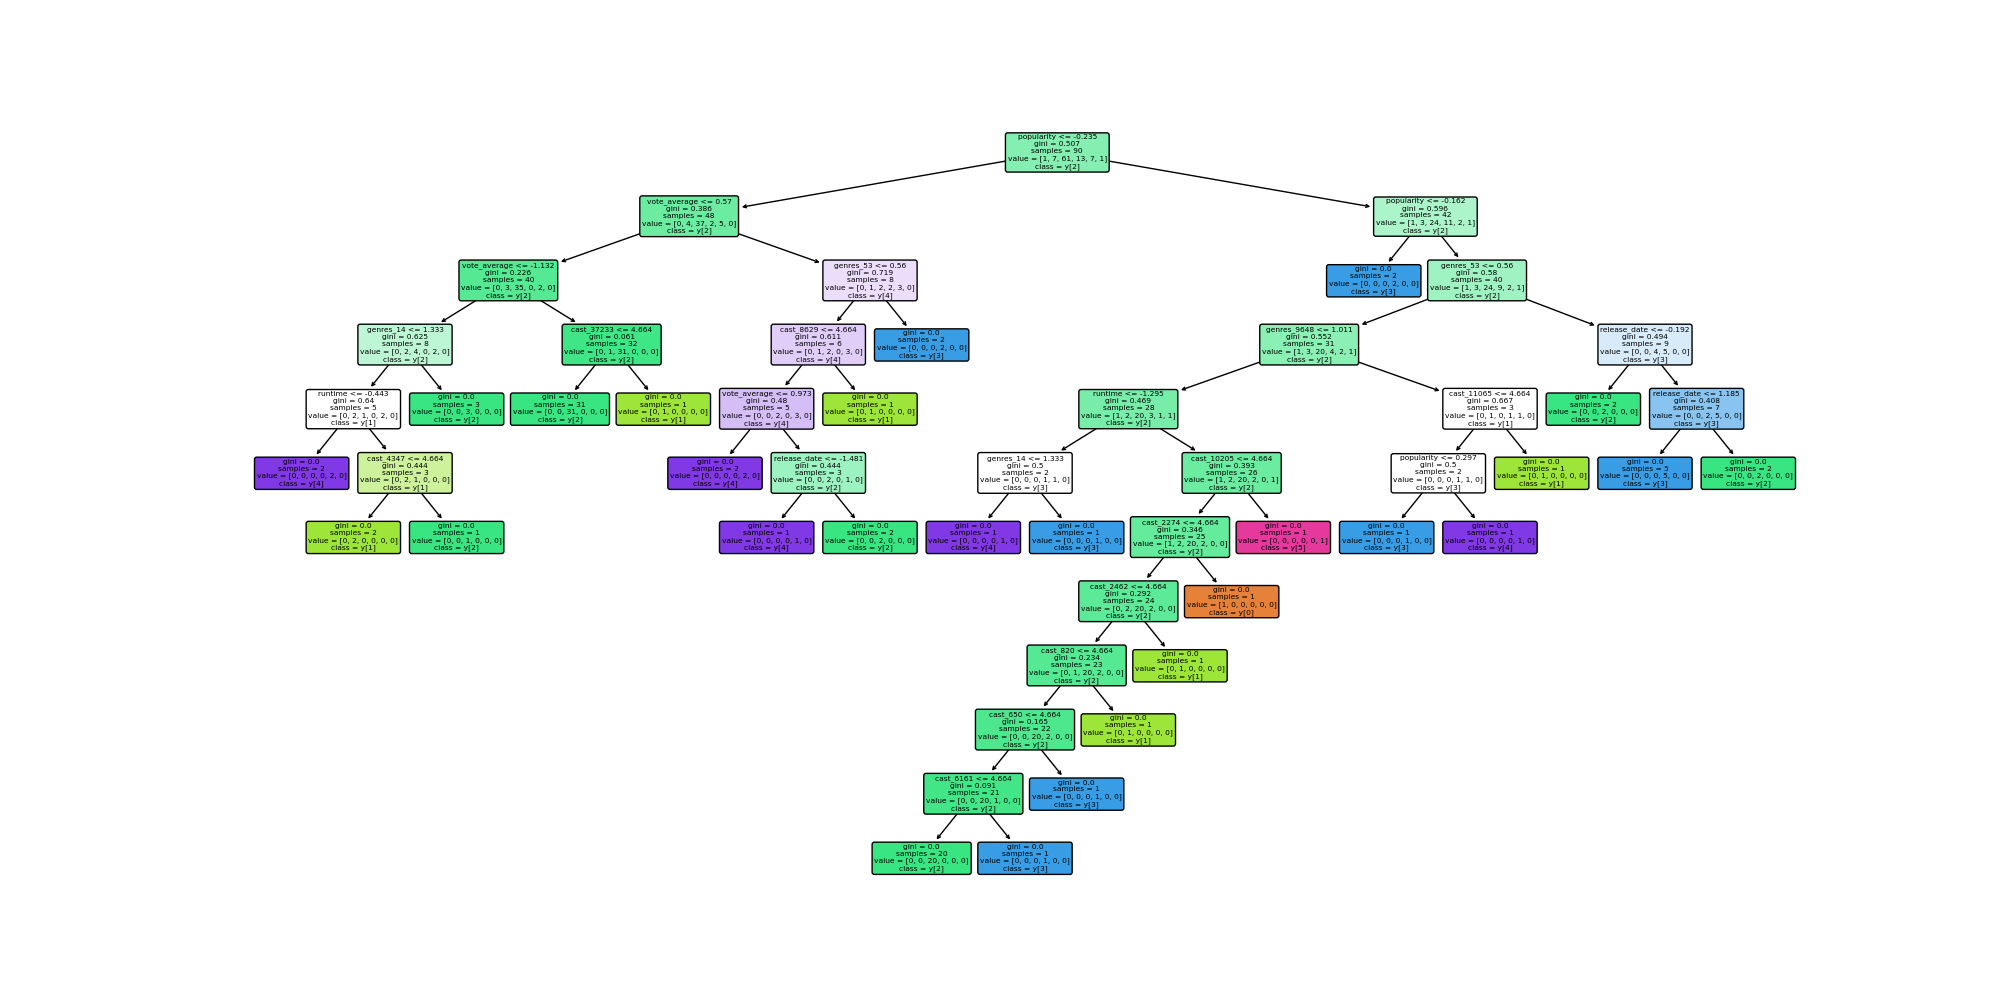 popularity <= -0.235
gini = 0.507
samples = 90
value = [1, 7, 61, 13, 7, 1]
class = y[2]
vote_average <= 0.57
gini = 0.386
samples = 48
value = [0, 4, 37, 2, 5, 0]
class = y[2]
popularity <= -0.162
gini = 0.596
samples = 42
value = [1, 3, 24, 11, 2, 1]
class = y[2]
vote_average <= -1.132
gini = 0.226
samples = 40
value = [0, 3, 35, 0, 2, 0]
class = y[2]
genres_53 <= 0.56
gini = 0.719
samples = 8
value = [0, 1, 2, 2, 3, 0]
class = y[4]
gini = 0.0
samples = 2
value = [0, 0, 0, 2, 0, 0]
class = y[3]
genres_53 <= 0.56
gini = 0.58
samples = 40
value = [1, 3, 24, 9, 2, 1]
class = y[2]
genres_14 <= 1.333
gini = 0.625
samples = 8
value = [0, 2, 4, 0, 2, 0]
class = y[2]
cast_37233 <= 4.664
gini = 0.061
samples = 32
value = [0, 1, 31, 0, 0, 0]
class = y[2]
cast_8629 <= 4.664
gini = 0.611
samples = 6
value = [0, 1, 2, 0, 3, 0]
class = y[4]
gini = 0.0
samples = 2
value = [0, 0, 0, 2, 0, 0]
class = y[3]
genres_9648 <= 1.011
gini = 0.552
samples = 31
value = [1, 3, 20, 4, 2, 1]
class = y[2]
release_date <= -0.192
gini = 0.494
samples = 9
value = [0, 0, 4, 5, 0, 0]
class = y[3]
runtime <= -0.443
gini = 0.64
samples = 5
value = [0, 2, 1, 0, 2, 0]
class = y[1]
gini = 0.0
samples = 3
value = [0, 0, 3, 0, 0, 0]
class = y[2]
gini = 0.0
samples = 31
value = [0, 0, 31, 0, 0, 0]
class = y[2]
gini = 0.0
samples = 1
value = [0, 1, 0, 0, 0, 0]
class = y[1]
vote_average <= 0.973
gini = 0.48
samples = 5
value = [0, 0, 2, 0, 3, 0]
class = y[4]
gini = 0.0
samples = 1
value = [0, 1, 0, 0, 0, 0]
class = y[1]
runtime <= -1.295
gini = 0.469
samples = 28
value = [1, 2, 20, 3, 1, 1]
class = y[2]
cast_11065 <= 4.664
gini = 0.667
samples = 3
value = [0, 1, 0, 1, 1, 0]
class = y[1]
gini = 0.0
samples = 2
value = [0, 0, 2, 0, 0, 0]
class = y[2]
release_date <= 1.185
gini = 0.408
samples = 7
value = [0, 0, 2, 5, 0, 0]
class = y[3]
gini = 0.0
samples = 2
value = [0, 0, 0, 0, 2, 0]
class = y[4]
cast_4347 <= 4.664
gini = 0.444
samples = 3
value = [0, 2, 1, 0, 0, 0]
class = y[1]
gini = 0.0
samples = 2
value = [0, 0, 0, 0, 2, 0]
class = y[4]
release_date <= -1.481
gini = 0.444
samples = 3
value = [0, 0, 2, 0, 1, 0]
class = y[2]
genres_14 <= 1.333
gini = 0.5
samples = 2
value = [0, 0, 0, 1, 1, 0]
class = y[3]
cast_10205 <= 4.664
gini = 0.393
samples = 26
value = [1, 2, 20, 2, 0, 1]
class = y[2]
popularity <= 0.297
gini = 0.5
samples = 2
value = [0, 0, 0, 1, 1, 0]
class = y[3]
gini = 0.0
samples = 1
value = [0, 1, 0, 0, 0, 0]
class = y[1]
gini = 0.0
samples = 5
value = [0, 0, 0, 5, 0, 0]
class = y[3]
gini = 0.0
samples = 2
value = [0, 0, 2, 0, 0, 0]
class = y[2]
gini = 0.0
samples = 2
value = [0, 2, 0, 0, 0, 0]
class = y[1]
gini = 0.0
samples = 1
value = [0, 0, 1, 0, 0, 0]
class = y[2]
gini = 0.0
samples = 1
value = [0, 0, 0, 0, 1, 0]
class = y[4]
gini = 0.0
samples = 2
value = [0, 0, 2, 0, 0, 0]
class = y[2]
gini = 0.0
samples = 1
value = [0, 0, 0, 0, 1, 0]
class = y[4]
gini = 0.0
samples = 1
value = [0, 0, 0, 1, 0, 0]
class = y[3]
cast_2274 <= 4.664
gini = 0.346
samples = 25
value = [1, 2, 20, 2, 0, 0]
class = y[2]
gini = 0.0
samples = 1
value = [0, 0, 0, 0, 0, 1]
class = y[5]
gini = 0.0
samples = 1
value = [0, 0, 0, 1, 0, 0]
class = y[3]
gini = 0.0
samples = 1
value = [0, 0, 0, 0, 1, 0]
class = y[4]
cast_2462 <= 4.664
gini = 0.292
samples = 24
value = [0, 2, 20, 2, 0, 0]
class = y[2]
gini = 0.0
samples = 1
value = [1, 0, 0, 0, 0, 0]
class = y[0]
cast_820 <= 4.664
gini = 0.234
samples = 23
value = [0, 1, 20, 2, 0, 0]
class = y[2]
gini = 0.0
samples = 1
value = [0, 1, 0, 0, 0, 0]
class = y[1]
cast_650 <= 4.664
gini = 0.165
samples = 22
value = [0, 0, 20, 2, 0, 0]
class = y[2]
gini = 0.0
samples = 1
value = [0, 1, 0, 0, 0, 0]
class = y[1]
cast_6161 <= 4.664
gini = 0.091
samples = 21
value = [0, 0, 20, 1, 0, 0]
class = y[2]
gini = 0.0
samples = 1
value = [0, 0, 0, 1, 0, 0]
class = y[3]
gini = 0.0
samples = 20
value = [0, 0, 20, 0, 0, 0]
class = y[2]
gini = 0.0
samples = 1
value = [0, 0, 0, 1, 0, 0]
class = y[3]